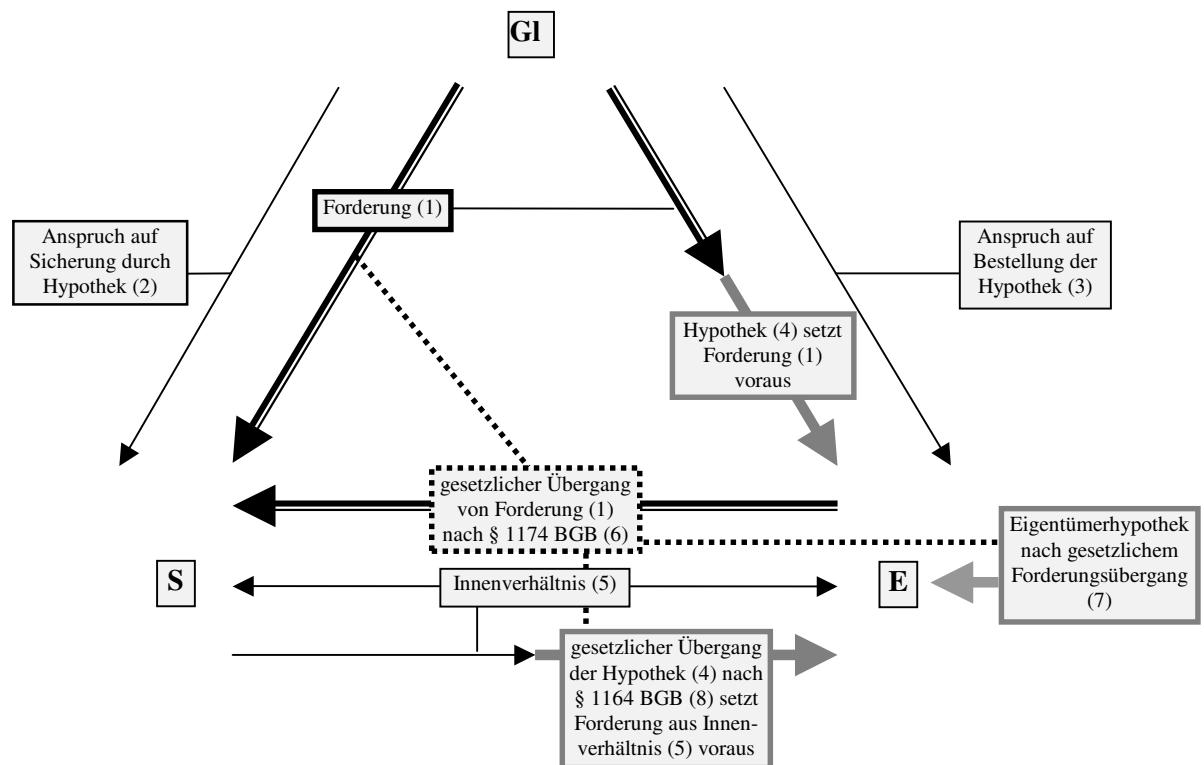 Gl
Forderung (1)
Anspruch auf
Sicherung durch
Hypothek (2)
Anspruch auf
Bestellung der
Hypothek (3)
Hypothek (4) setzt
Forderung (1)
voraus
gesetzlicher Übergang
von Forderung (1)
nach § 1174 BGB (6)
Eigentümerhypothek
nach gesetzlichem
Forderungsübergang
(7)
S
Innenverhältnis (5)
E
gesetzlicher Übergang
der Hypothek (4) nach
§ 1164 BGB (8) setzt
Forderung aus Innen-
verhältnis (5) voraus